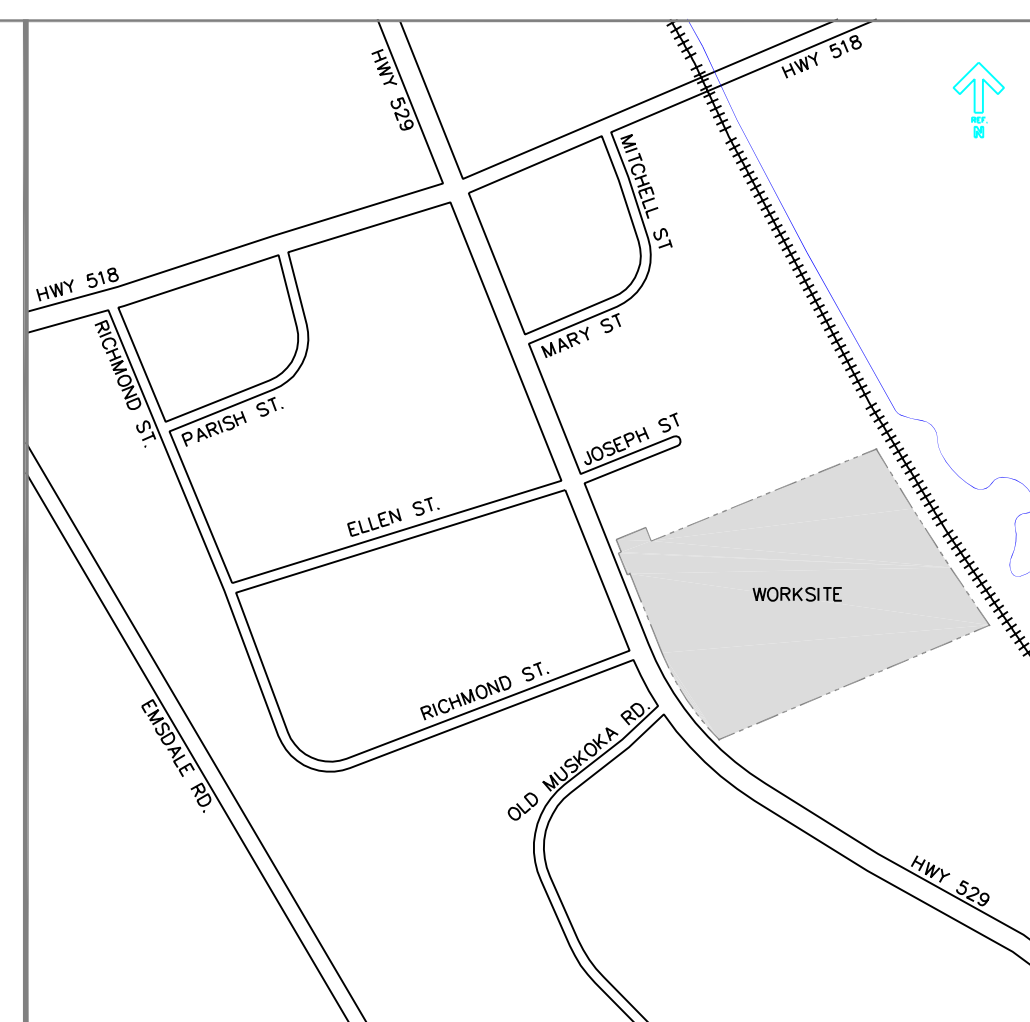 HWY 529
HWY 518
REF.
N
MITCHELL ST
HWY 518
RICHMOND ST.
MARY ST
PARISH ST.
JOSEPH ST
ELLEN ST.
WORKSITE
RICHMOND ST.
EMSDALE RD.
OLD MUSKOKA RD.
HWY 529